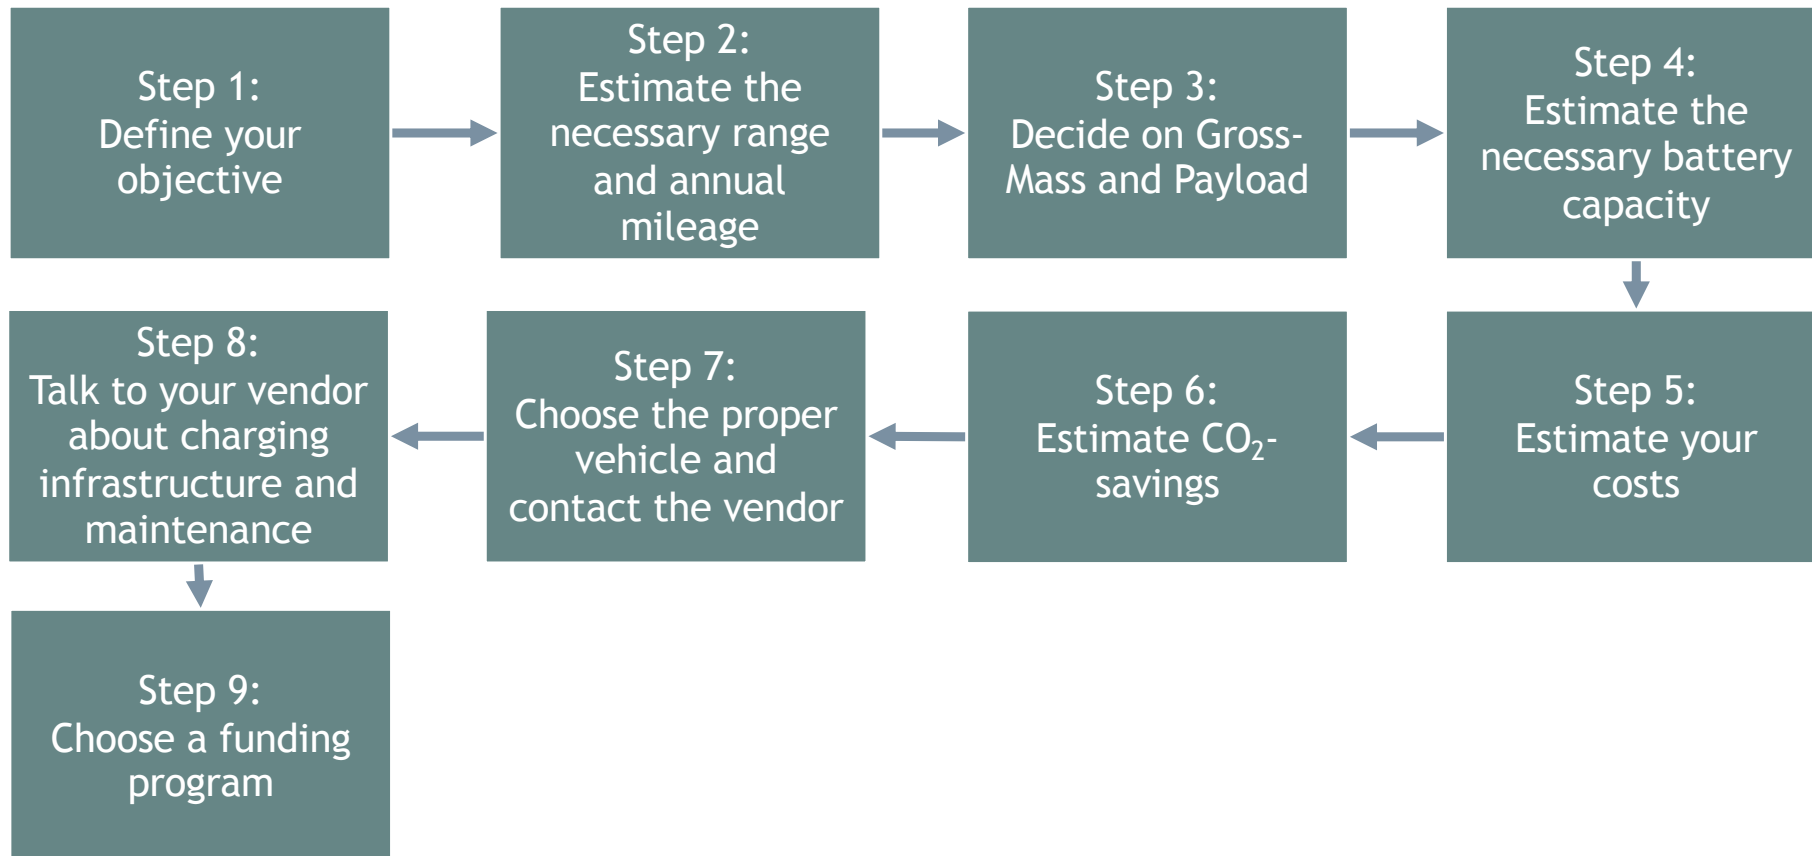 Step 1:
Define your
objective
Step 2:
Estimate the
necessary range
and annual
mileage
Step 3:
Decide on Gross-
Mass and Payload
Step 4:
Estimate the
necessary battery
capacity
Step 5:
Estimate your
costs
Step 6:
Estimate CO₂-
savings
Step 7:
Choose the proper
vehicle and
contact the vendor
Step 8:
Talk to your vendor
about charging
infrastructure and
maintenance
Step 9:
Choose a funding
program